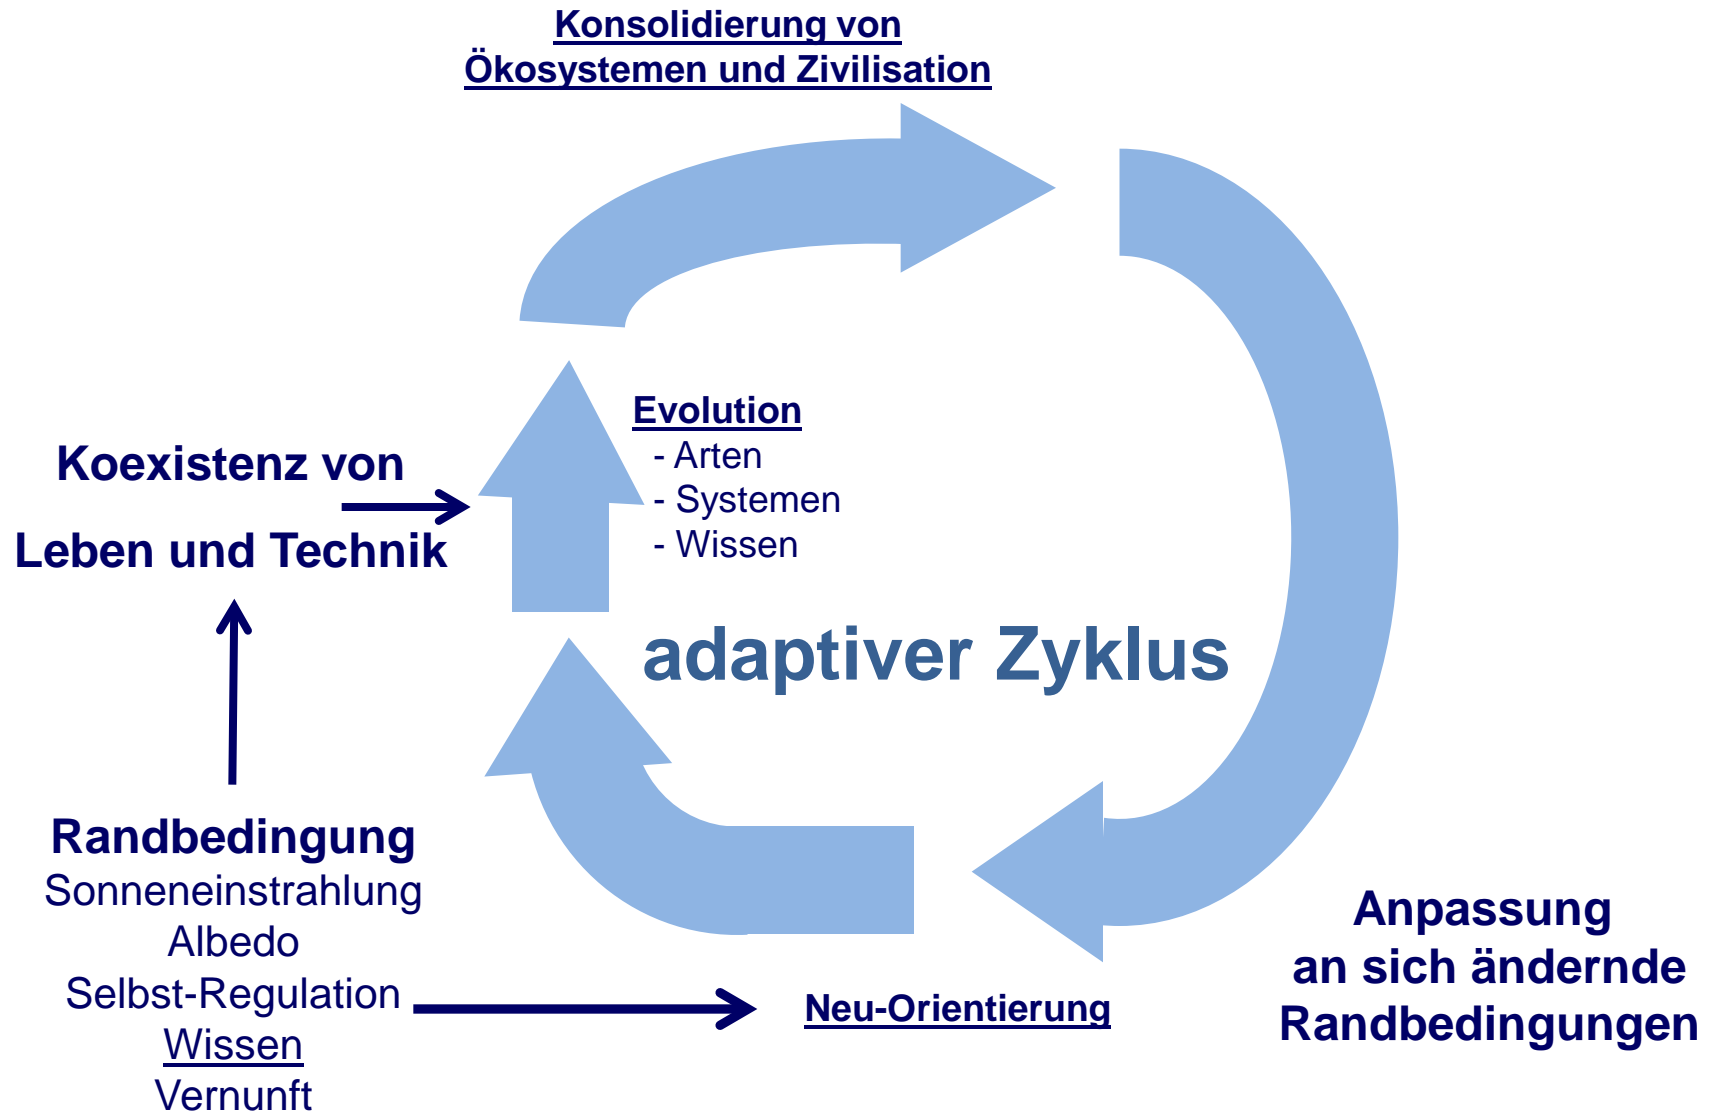 Konsolidierung von
Ökosystemen und Zivilisation
Evolution
- Arten
- Systemen
- Wissen
Koexistenz von
Leben und Technik
adaptiver Zyklus
Randbedingung
Sonneneinstrahlung
Albedo
Selbst-Regulation
Wissen
Vernunft
Neu-Orientierung
Anpassung
an sich ändernde
Randbedingungen